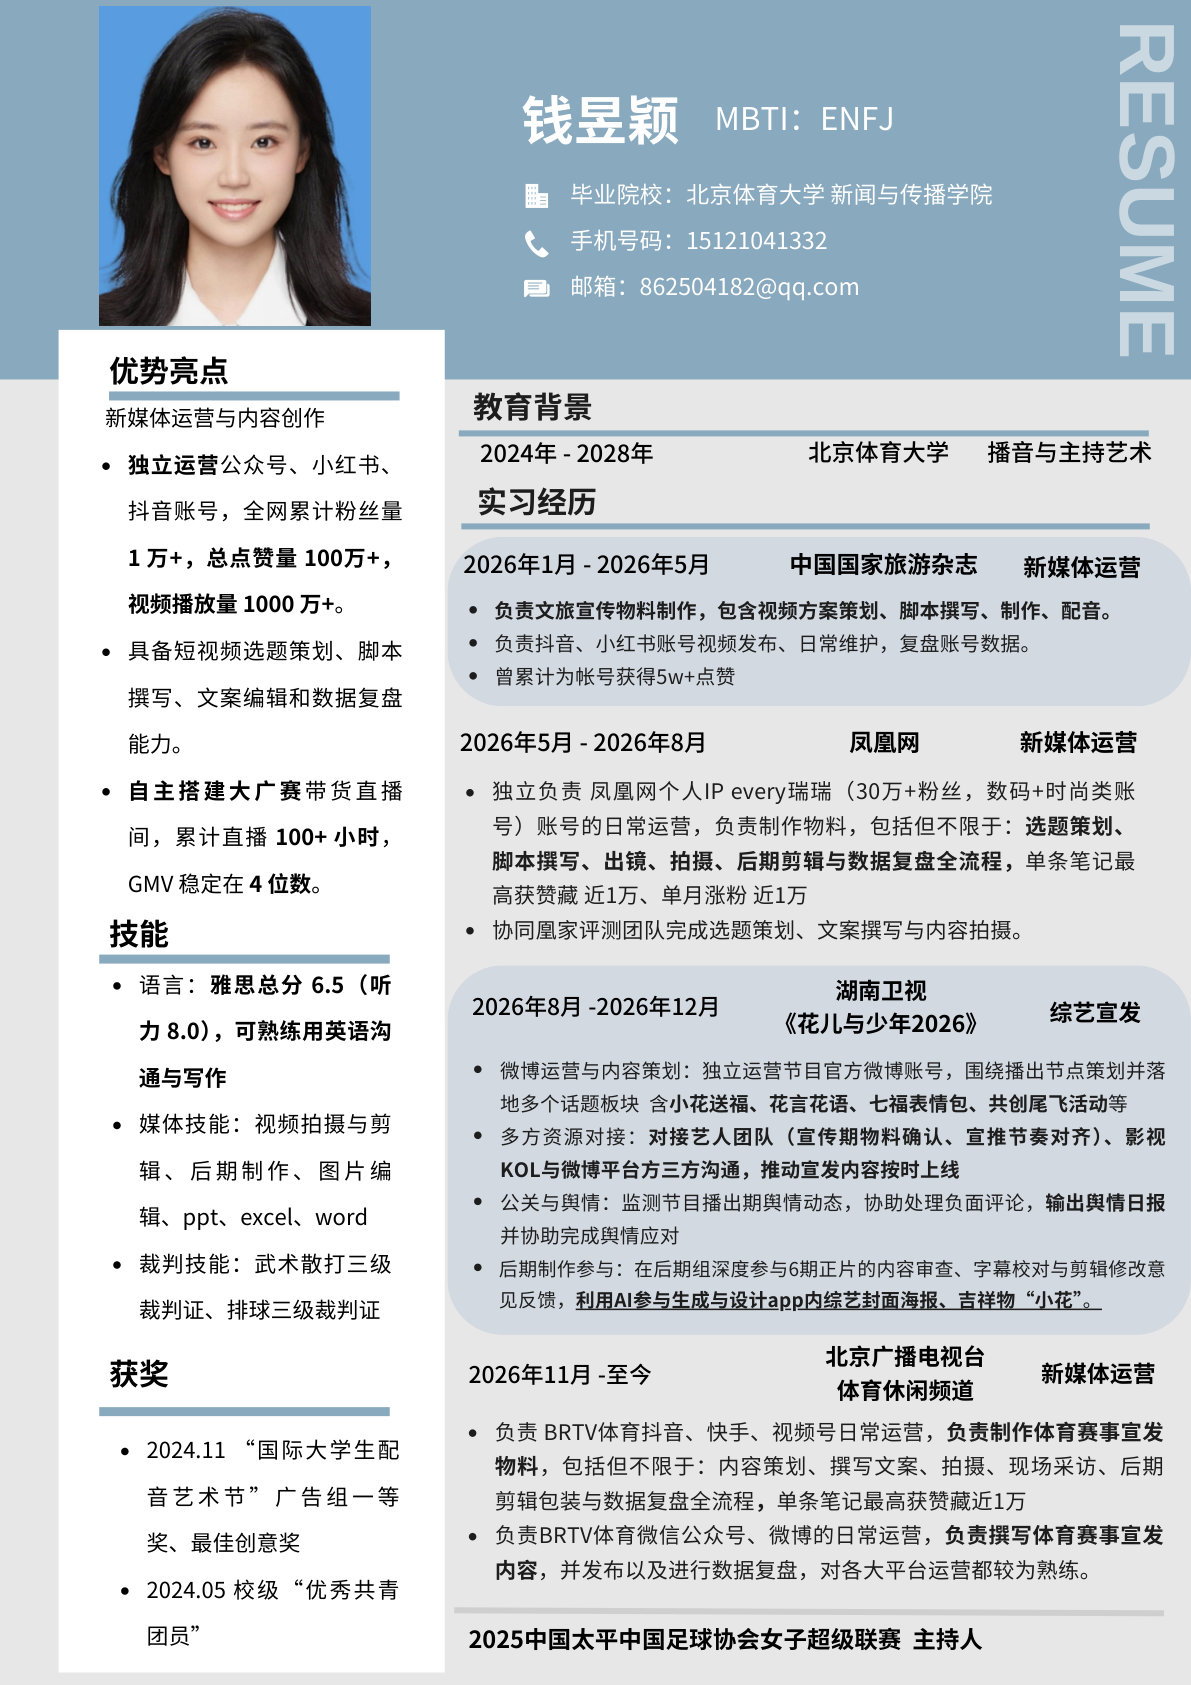 RESUME
钱昱颖 MBTI：ENFJ
毕业院校：北京体育大学 新闻与传播学院
手机号码：15121041332
邮箱：862504182@qq.com
优势亮点
新媒体运营与内容创作
独立运营公众号、小红书、
抖音账号，全网累计粉丝量
1 万+，总点赞量 100万+，
视频播放量 1000 万+。
具备短视频选题策划、脚本
撰写、文案编辑和数据复盘
能力。
自主搭建大广赛带货直播
间，累计直播 100+ 小时，
GMV 稳定在 4 位数。
技能
语言：雅思总分 6.5（听
力 8.0），可熟练用英语沟
通与写作
媒体技能：视频拍摄与剪
辑、后期制作、图片编
辑、ppt、excel、word
裁判技能：武术散打三级
裁判证、排球三级裁判证
获奖
2024.11 “国际大学生配
音艺术节”广告组一等
奖、最佳创意奖
2024.05 校级“优秀共青
团员”
教育背景
2024年 - 2028年 北京体育大学 播音与主持艺术
实习经历
2026年1月 - 2026年5月 中国国家旅游杂志 新媒体运营
负责文旅宣传物料制作，包含视频方案策划、脚本撰写、制作、配音。
负责抖音、小红书账号视频发布、日常维护，复盘账号数据。
曾累计为帐号获得5w+点赞
2026年5月 - 2026年8月 凤凰网 新媒体运营
独立负责 凤凰网个人IP every瑞瑞（30万+粉丝，数码+时尚类账
号）账号的日常运营，负责制作物料，包括但不限于：选题策划、
脚本撰写、出镜、拍摄、后期剪辑与数据复盘全流程，单条笔记最
高获赞藏 近1万、单月涨粉 近1万
协同凰家评测团队完成选题策划、文案撰写与内容拍摄。
2026年8月 -2026年12月 湖南卫视
《花儿与少年2026》 综艺宣发
微博运营与内容策划：独立运营节目官方微博账号，围绕播出节点策划并落
地多个话题板块 含小花送福、花言花语、七福表情包、共创尾飞活动等
多方资源对接：对接艺人团队（宣传期物料确认、宣推节奏对齐）、影视
KOL与微博平台方三方沟通，推动宣发内容按时上线
公关与舆情：监测节目播出期舆情动态，协助处理负面评论，输出舆情日报
并协助完成舆情应对
后期制作参与：在后期组深度参与6期正片的内容审查、字幕校对与剪辑修改意
见反馈，利用AI参与生成与设计app内综艺封面海报、吉祥物“小花”。
2026年11月 -至今 北京广播电视台
体育休闲频道 新媒体运营
负责 BRTV体育抖音、快手、视频号日常运营，负责制作体育赛事宣发
物料，包括但不限于：内容策划、撰写文案、拍摄、现场采访、后期
剪辑包装与数据复盘全流程，单条笔记最高获赞藏近1万
负责BRTV体育微信公众号、微博的日常运营，负责撰写体育赛事宣发
内容，并发布以及进行数据复盘，对各大平台运营都较为熟练。
2025中国太平中国足球协会女子超级联赛 主持人